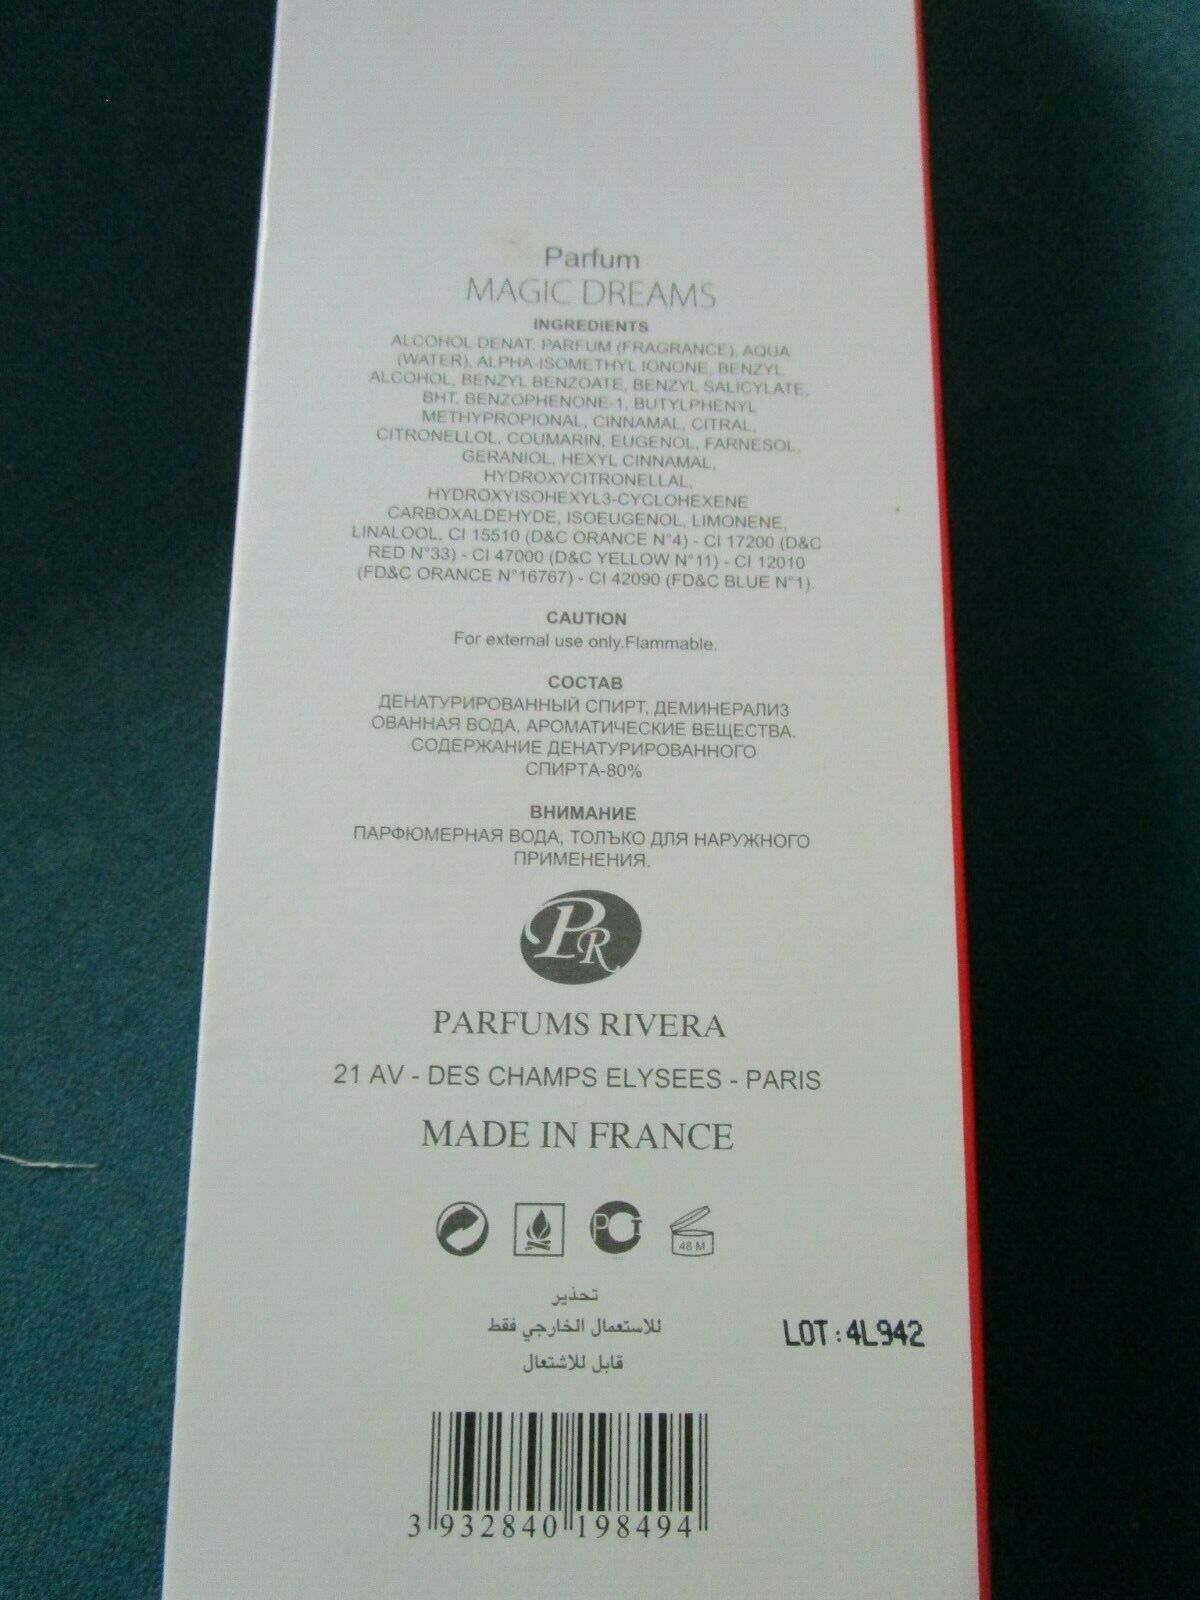 Parfum
MAGIC DREAMS
INGREDIENTS
ALCOHOL DENAT, PARFUM (FRAGRANCE), AQUA
(WATER), ALPHA-ISOMETHYL IONONE, BENZYL
ALCOHOL, BENZYL BENZOATE, BENZYL SALICYLATE,
BHT, BENZOPHENONE-1, BUTYLPHENYL
METHYPROPIONAL, CINNAMAL, CITRAL,
CITRONELLOL, COUMARIN, EUGENOL, FARNESOL,
GERANIOL, HEXYL CINNAMAL,
HYDROXYCITRONELLAL,
HYDROXYISOHEXYL3-CYCLOHEXENE
CARBOXALDEHYDE, ISOEUGENOL, LIMONENE,
LINALOOL, CI 15510 (D&C ORANCE N°4) - CI 17200 (D&C
RED N°33) - CI 47000 (D&C YELLOW N°11) - CI 12010
(FD&C ORANCE N°16767) - CI 42090 (FD&C BLUE N°1).
CAUTION
For external use only.Flammable.
СОСТАВ
ДЕНАТУРИРОВАННЫЙ СПИРТ, ДЕМИНЕРАЛИЗ
ОВАННАЯ ВОДА, АРОМАТИЧЕСКИЕ ВЕЩЕСТВА.
СОДЕРЖАНИЕ ДЕНАТУРИРОВАННОГО
СПИРТА-80%
ВНИМАНИЕ
ПАРФЮМЕРНАЯ ВОДА, ТОЛЪКО ДЛЯ НАРУЖНОГО
ПРИМЕНЕНИЯ.
PR
PARFUMS RIVERA
21 AV - DES CHAMPS ELYSEES - PARIS
MADE IN FRANCE
PCT
48 M
تحذير
للاستعمال الخارجي فقط
قابل للاشتعال
LOT:4L942
3 932840 198494